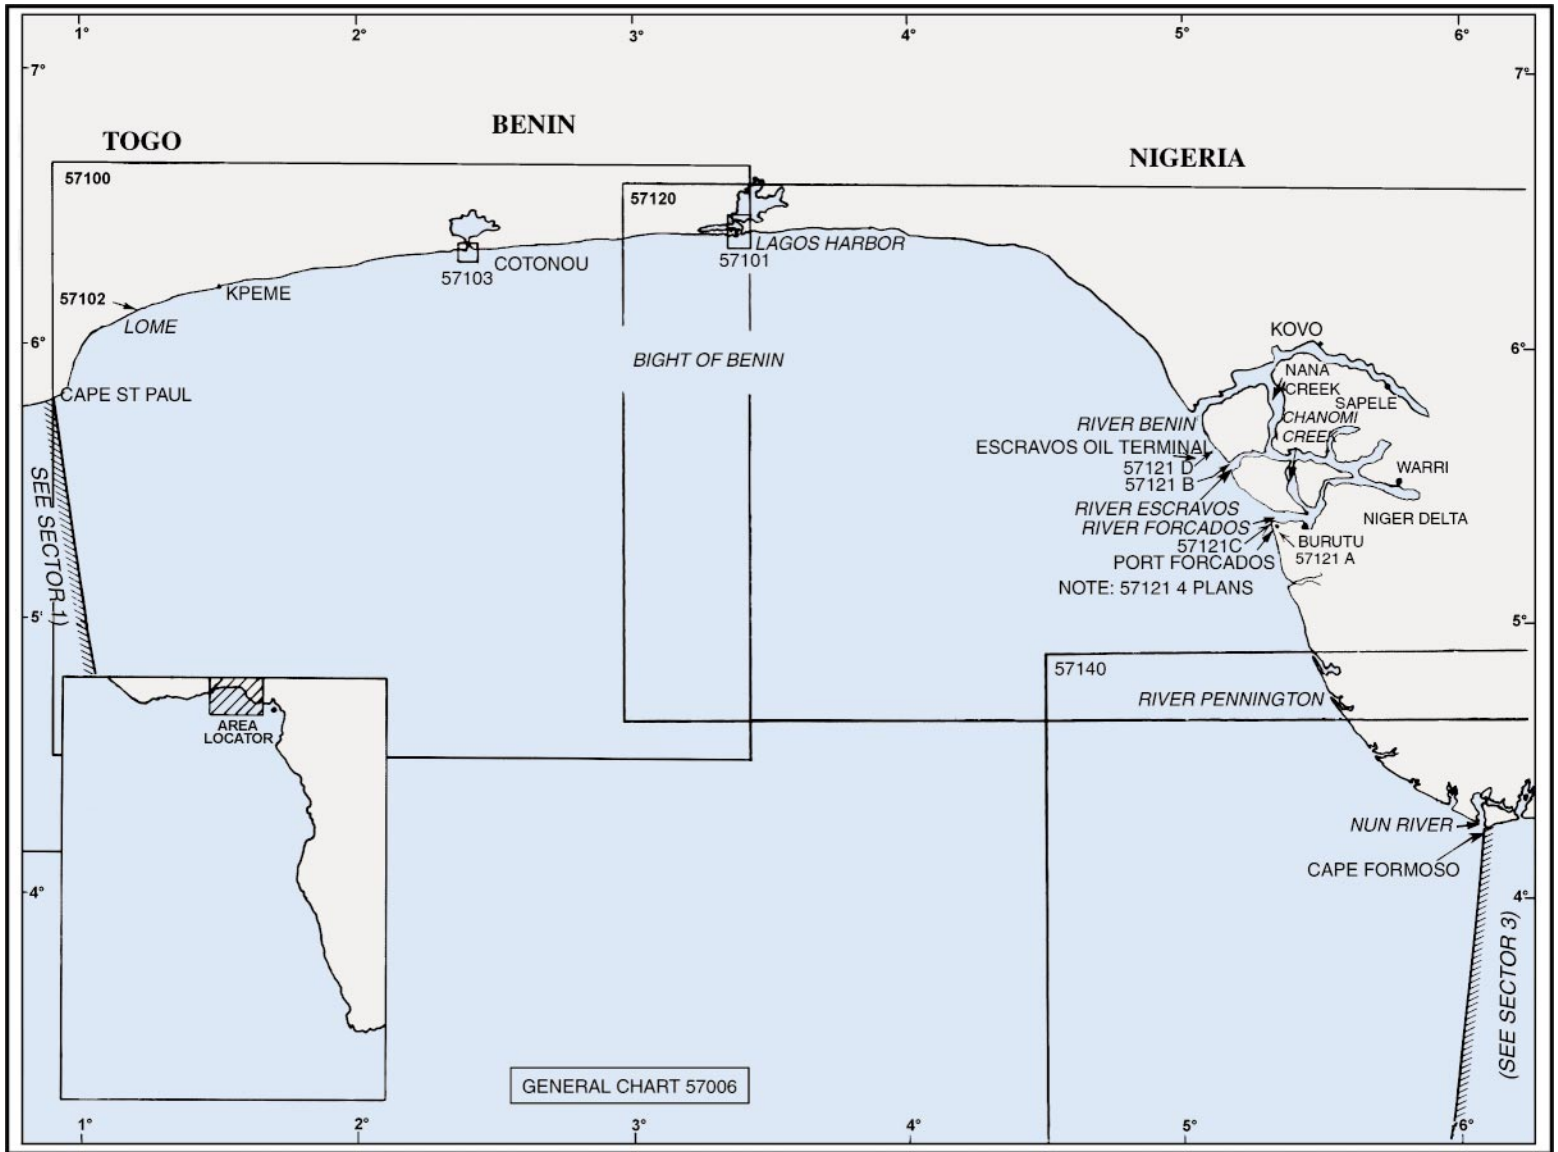 1° 2° 3° 4° 5° 6°
7° 7°
BENIN
TOGO
NIGERIA
57100
57120
LAGOS HARBOR
57101
COTONOU
57103
KPEME
57102
LOME
6° 6°
KOVO
BIGHT OF BENIN
NANA
CREEK
SAPELE
CAPE ST PAUL
CHANOMI
CREEK
RIVER BENIN
ESCRAVOS OIL TERMINAL
57121 D
57121 B
WARRI
RIVER ESCRAVOS
NIGER DELTA
RIVER FORCADOS
57121C
BURUTU
57121 A
PORT FORCADOS
NOTE: 57121 4 PLANS
SEE SECTOR 1)
5° 5°
57140
RIVER PENNINGTON
AREA
LOCATOR
NUN RIVER
CAPE FORMOSO
4° 4°
(SEE SECTOR 3)
GENERAL CHART 57006
1° 2° 3° 4° 5° 6°